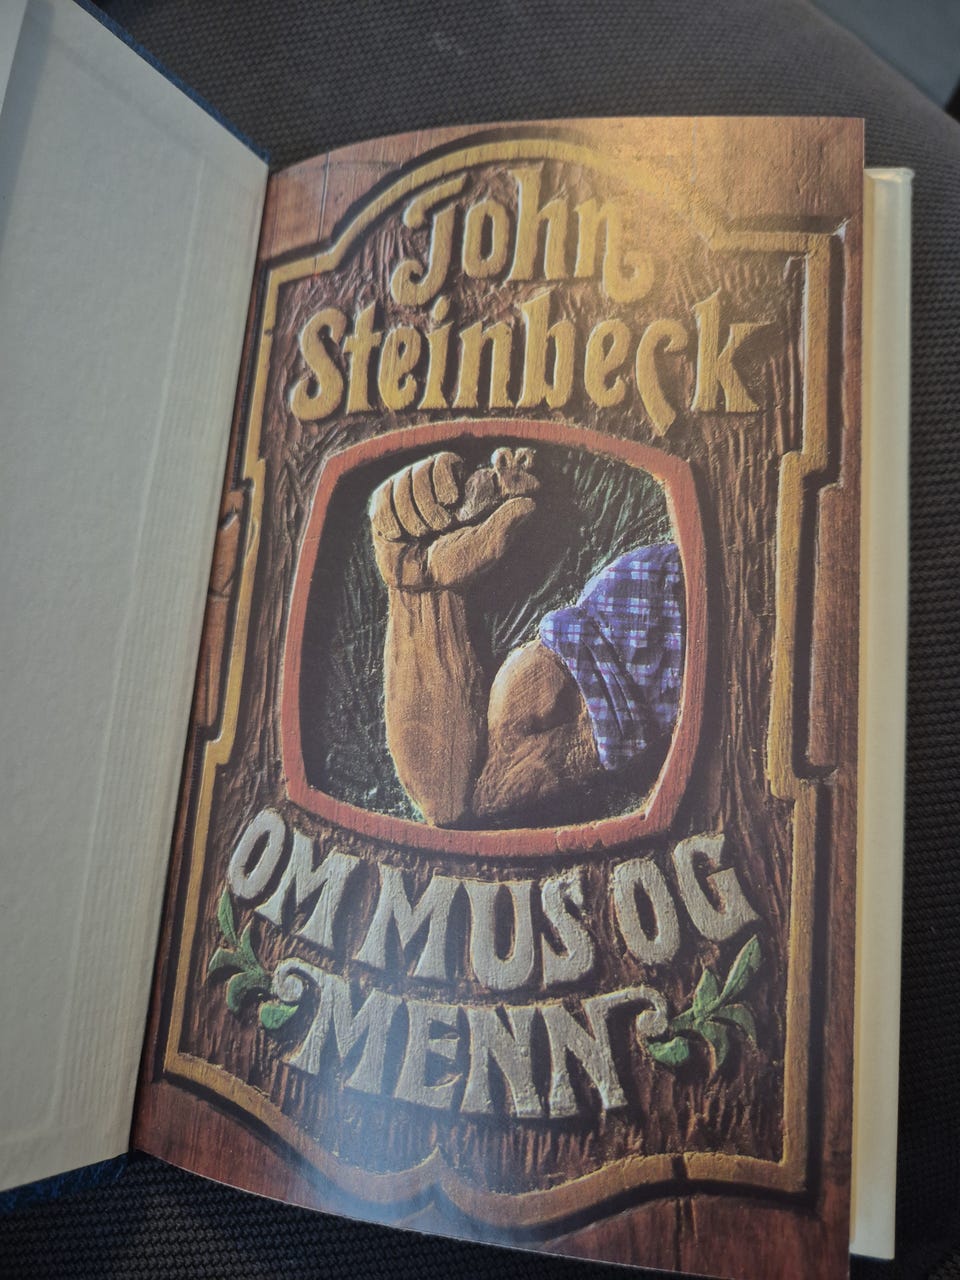 John
Steinbeck
OM MUS OG
MENN